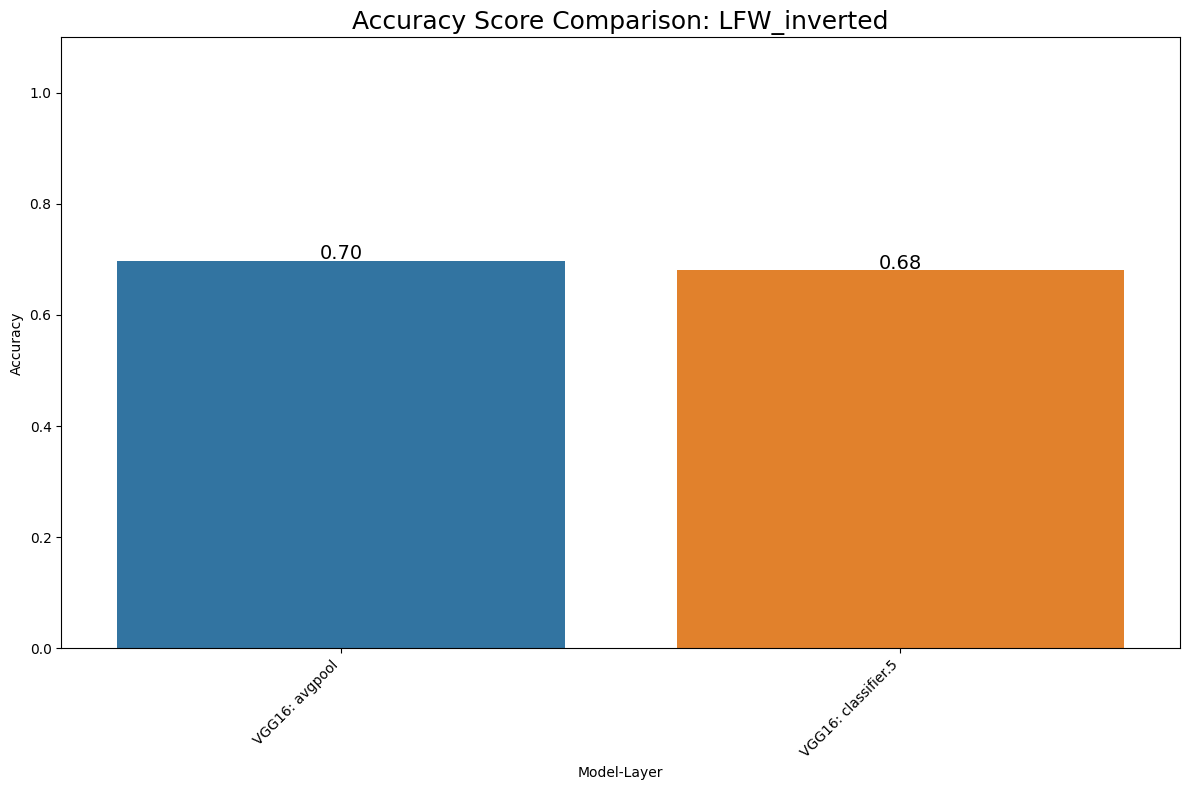 Accuracy Score Comparison: LFW_inverted
1.0
0.8
0.6
0.4
0.2
0.0
Accuracy
0.70
0.68
VGG16: avgpool
VGG16: classifier.5
Model-Layer